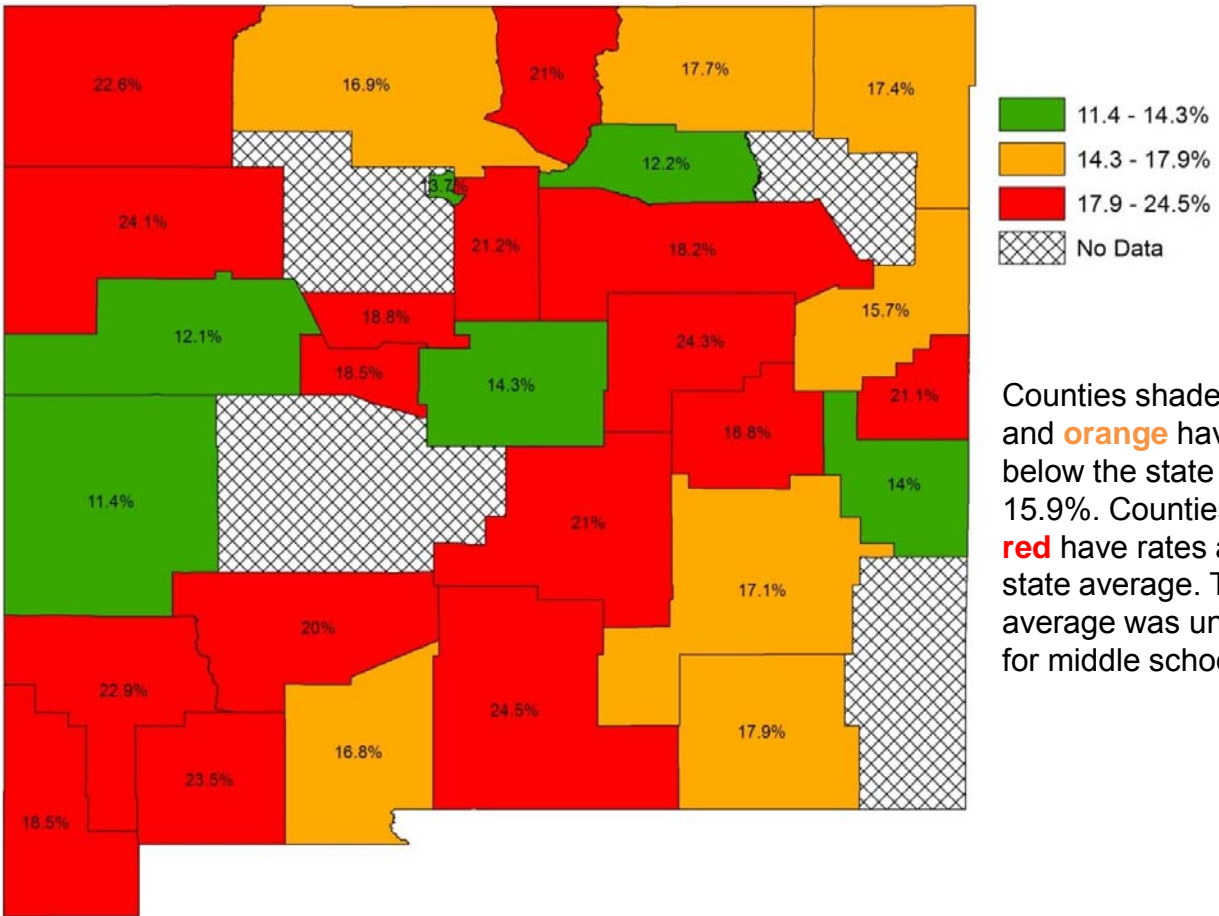 22.6%
16.9%
21%
17.7%
17.4%
11.4 - 14.3%
14.3 - 17.9%
17.9 - 24.5%
No Data
12.2%
24.1%
21.2%
18.2%
18.8%
15.7%
12.1%
24.3%
18.5%
14.3%
21.1%
18.8%
14%
11.4%
21%
17.1%
20%
22.9%
24.5%
17.9%
16.8%
23.5%
18.5%
3.7%
Counties shade
and orange hav
below the state
15.9%. Counties
red have rates a
state average. T
average was un
for middle schoo